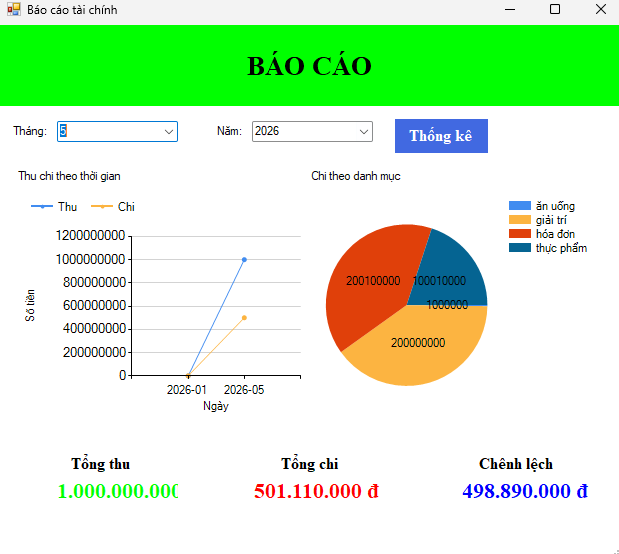 Báo cáo tài chính
BÁO CÁO
Tháng: 5 Năm: 2026 Thống kê
Thu chi theo thời gian
Thu Chi
Số tiền
1200000000
1000000000
800000000
600000000
400000000
200000000
0
2026-01 2026-05
Ngày
Chi theo danh mục
ăn uống
giải trí
hóa đơn
thực phẩm
200100000
100010000
1000000
200000000
Tổng thu
1.000.000.000
Tổng chi
501.110.000 đ
Chênh lệch
498.890.000 đ